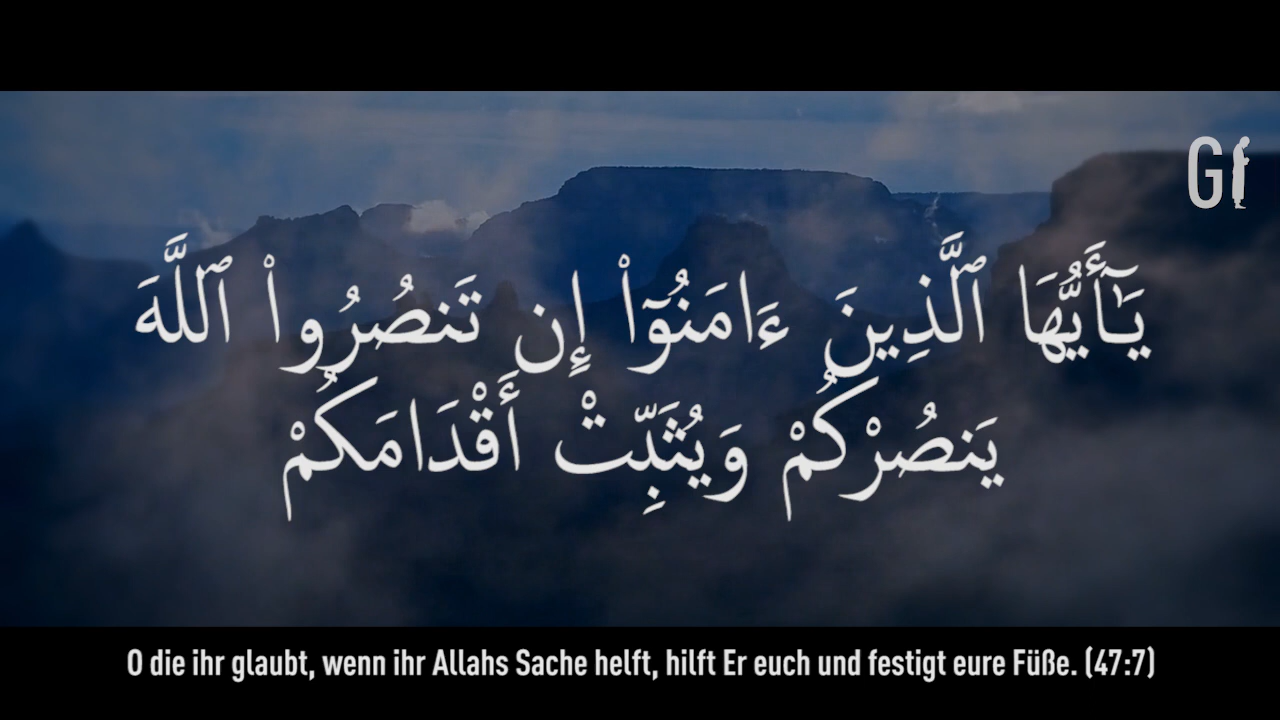 G
يَـٰٓأَيُّهَا ٱلَّذِينَ ءَامَنُوٓا۟ إِن تَنصُرُوا۟ ٱللَّهَ
يَنصُرْكُمْ وَيُثَبِّتْ أَقْدَامَكُمْ
O die ihr glaubt, wenn ihr Allahs Sache helft, hilft Er euch und festigt eure Füße. (47:7)